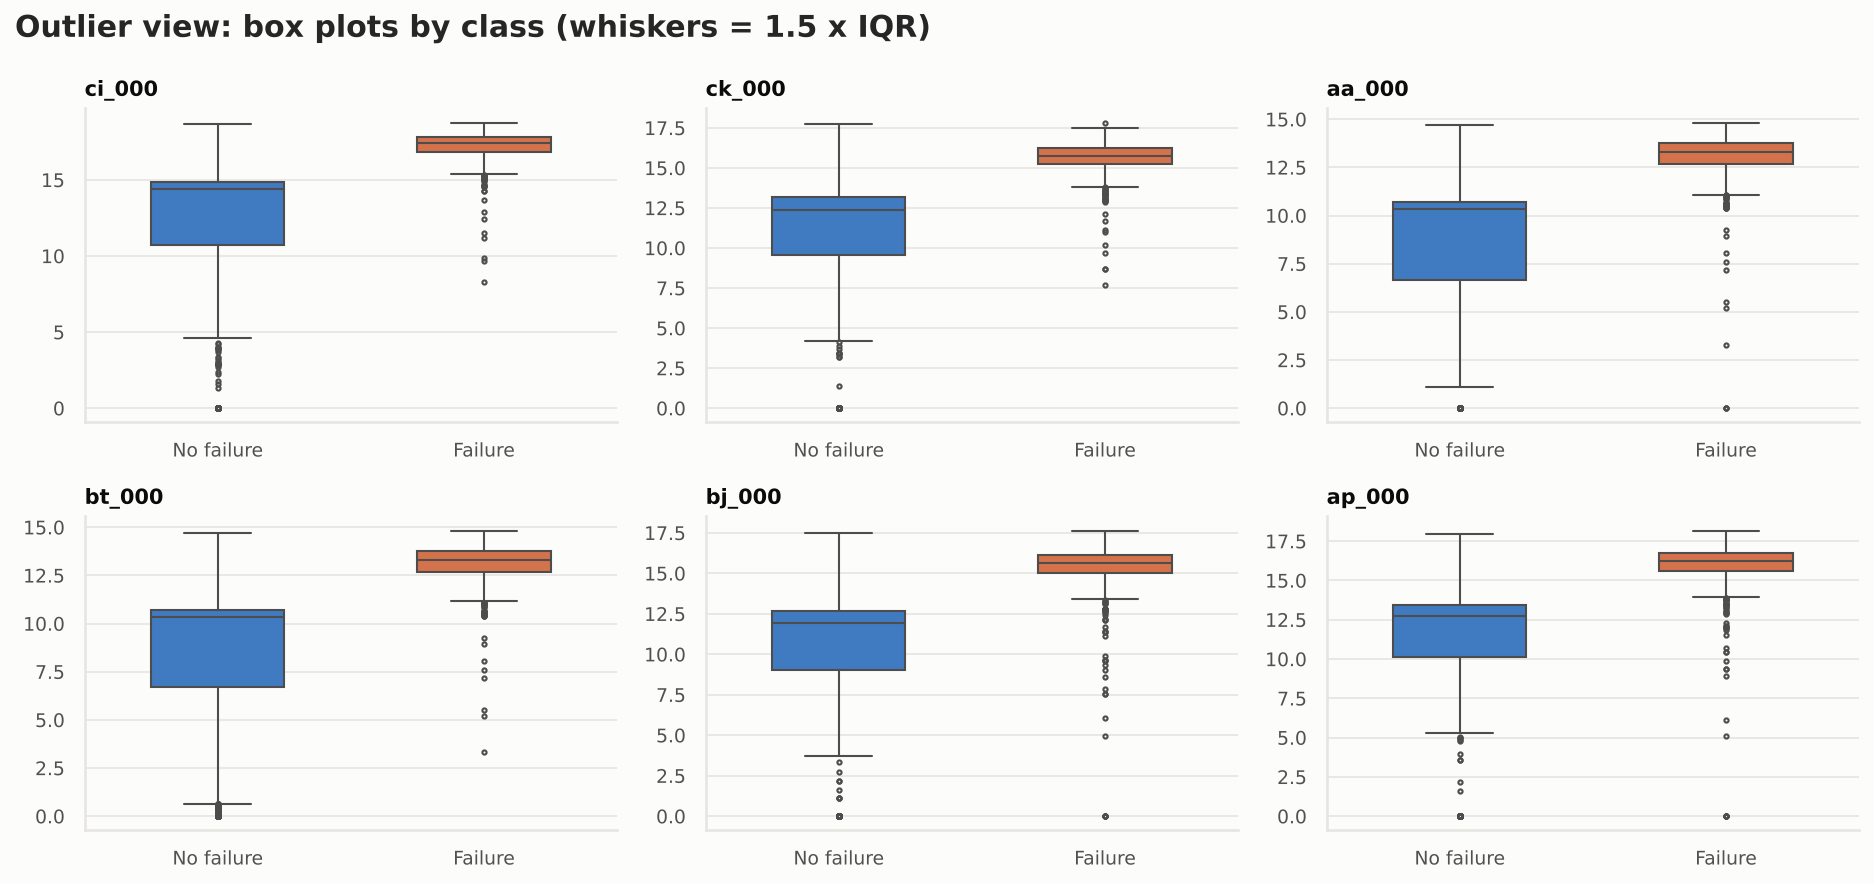 Outlier view: box plots by class (whiskers = 1.5 x IQR)
ci_000
15
10
5
0
No failure
Failure
ck_000
17.5
15.0
12.5
10.0
7.5
5.0
2.5
0.0
No failure
Failure
aa_000
15.0
12.5
10.0
7.5
5.0
2.5
0.0
No failure
Failure
bt_000
15.0
12.5
10.0
7.5
5.0
2.5
0.0
No failure
Failure
bj_000
17.5
15.0
12.5
10.0
7.5
5.0
2.5
0.0
No failure
Failure
ap_000
17.5
15.0
12.5
10.0
7.5
5.0
2.5
0.0
No failure
Failure